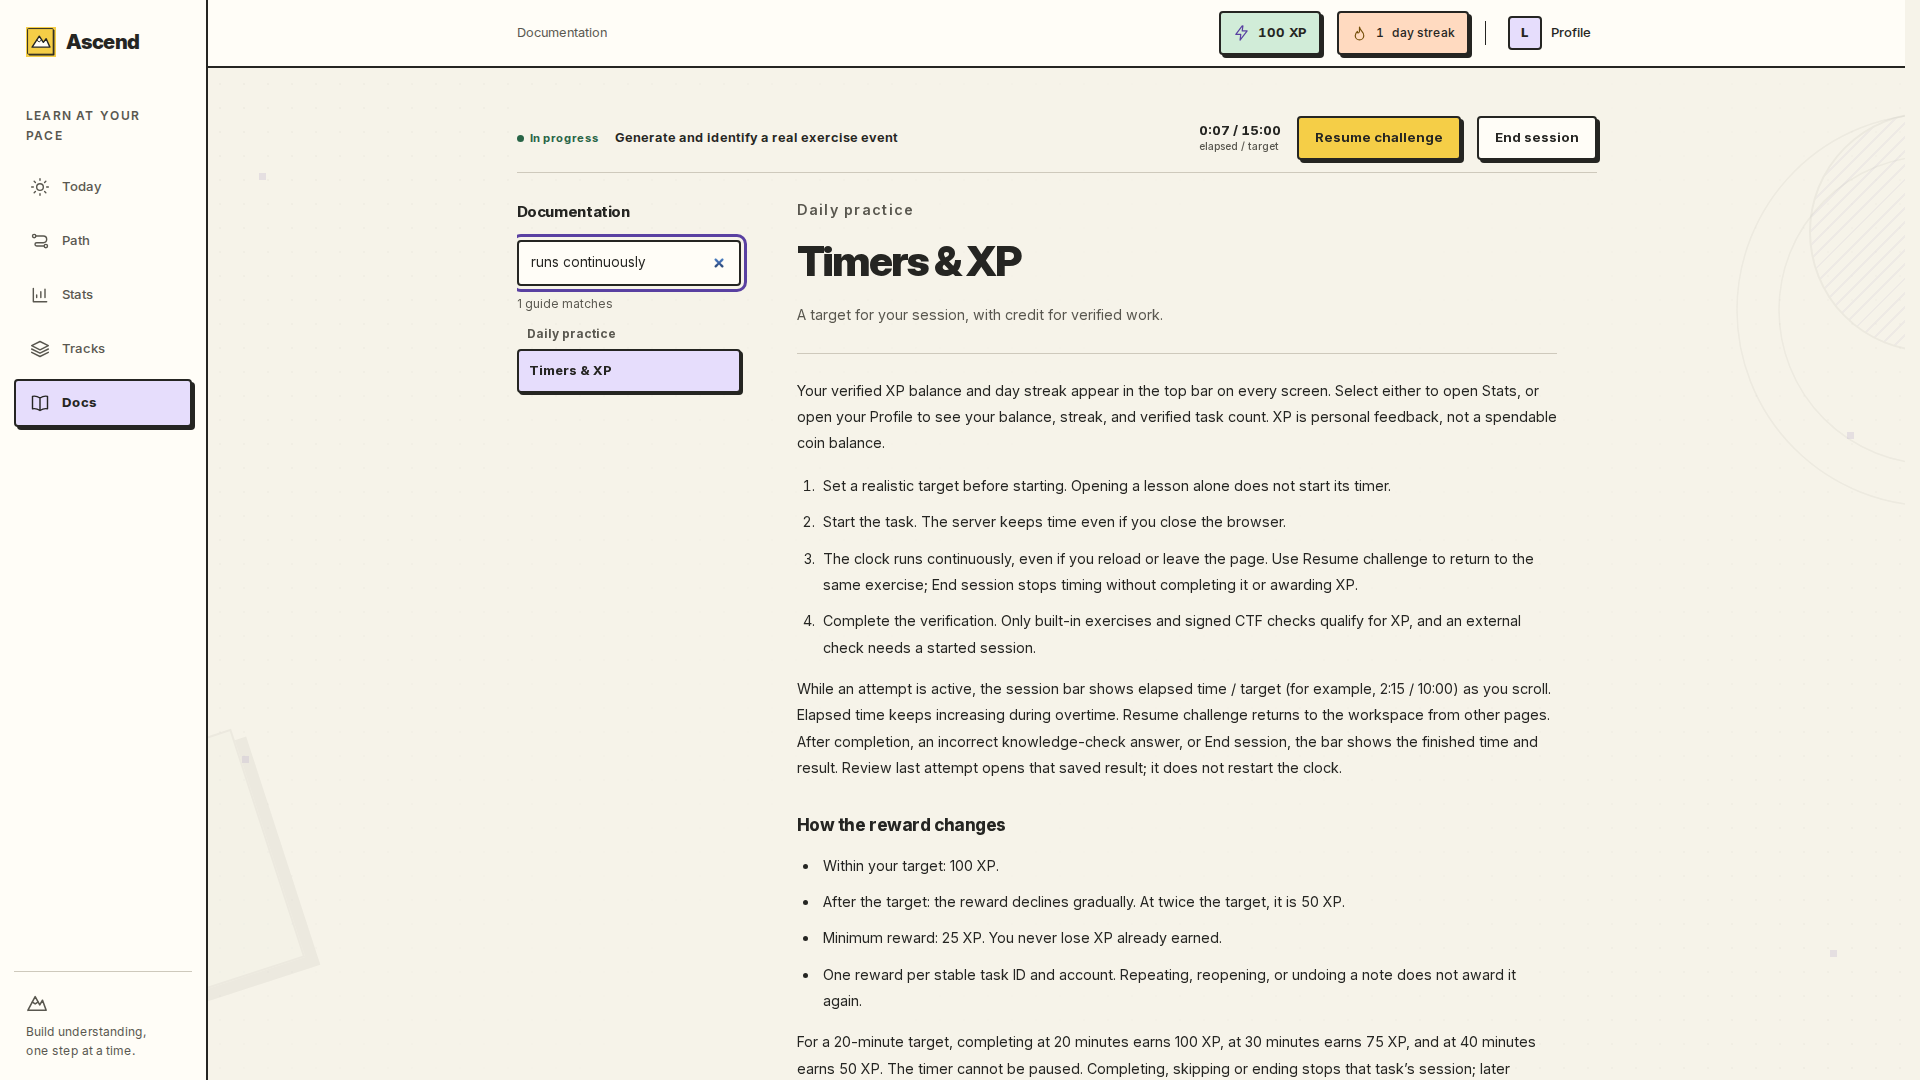 Ascend
LEARN AT YOUR
PACE
Today
Path
Stats
Tracks
Docs
Build understanding,
one step at a time.
Documentation
100 XP
1 day streak
L
Profile
In progress
Generate and identify a real exercise event
0:07 / 15:00
elapsed / target
Resume challenge
End session
Documentation
runs continuously
1 guide matches
Daily practice
Timers & XP
Daily practice
Timers & XP
A target for your session, with credit for verified work.
Your verified XP balance and day streak appear in the top bar on every screen. Select either to open Stats, or
open your Profile to see your balance, streak, and verified task count. XP is personal feedback, not a spendable
coin balance.
1. Set a realistic target before starting. Opening a lesson alone does not start its timer.
2. Start the task. The server keeps time even if you close the browser.
3. The clock runs continuously, even if you reload or leave the page. Use Resume challenge to return to the
same exercise; End session stops timing without completing it or awarding XP.
4. Complete the verification. Only built-in exercises and signed CTF checks qualify for XP, and an external
check needs a started session.
While an attempt is active, the session bar shows elapsed time / target (for example, 2:15 / 10:00) as you scroll.
Elapsed time keeps increasing during overtime. Resume challenge returns to the workspace from other pages.
After completion, an incorrect knowledge-check answer, or End session, the bar shows the finished time and
result. Review last attempt opens that saved result; it does not restart the clock.
How the reward changes
• Within your target: 100 XP.
• After the target: the reward declines gradually. At twice the target, it is 50 XP.
• Minimum reward: 25 XP. You never lose XP already earned.
• One reward per stable task ID and account. Repeating, reopening, or undoing a note does not award it
again.
For a 20-minute target, completing at 20 minutes earns 100 XP, at 30 minutes earns 75 XP, and at 40 minutes
earns 50 XP. The timer cannot be paused. Completing, skipping or ending stops that task’s session; later